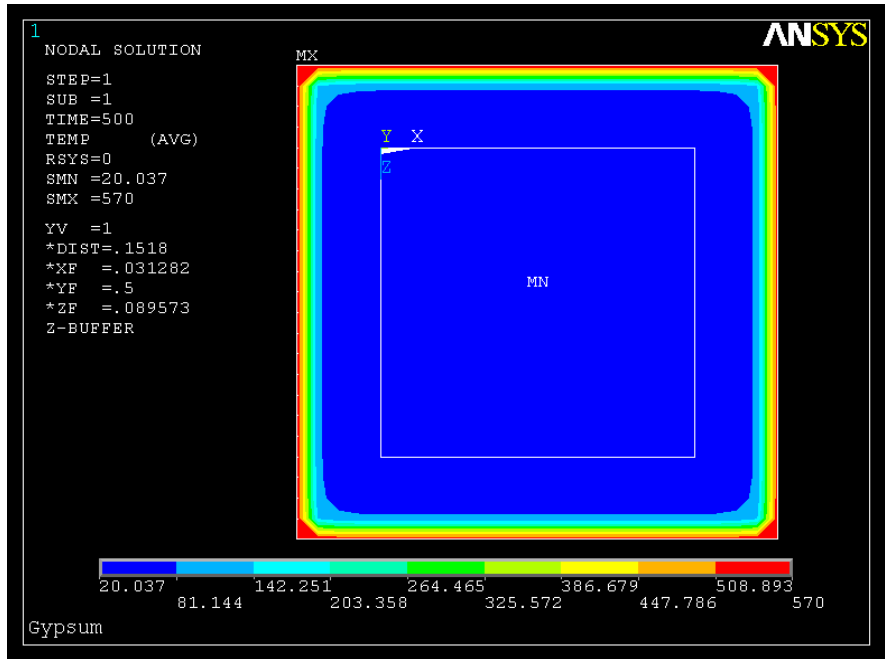 1
ANSYS
NODAL SOLUTION
STEP=1
SUB =1
TIME=500
TEMP (AVG)
RSYS=0
SMN =20.037
SMX =570
YV =1
*DIST=.1518
*XF =.031282
*YF =.5
*ZF =.089573
Z-BUFFER
MX
Y X
Z
MN
20.037 142.251 264.465 386.679 508.893
81.144 203.358 325.572 447.786 570
Gypsum